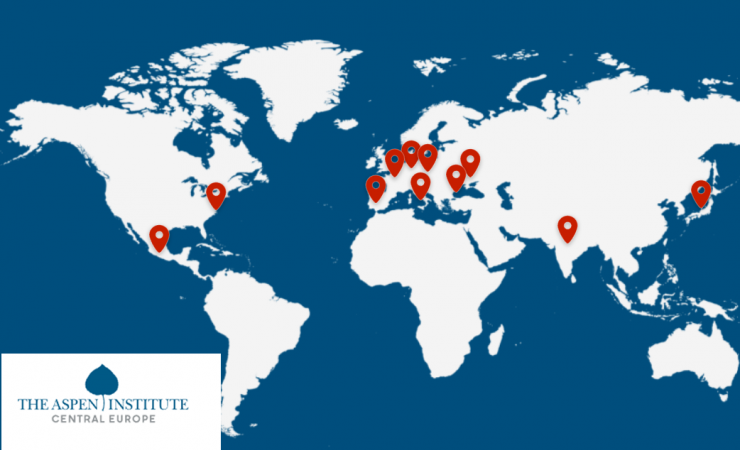 THE ASPEN INSTITUTE
CENTRAL EUROPE